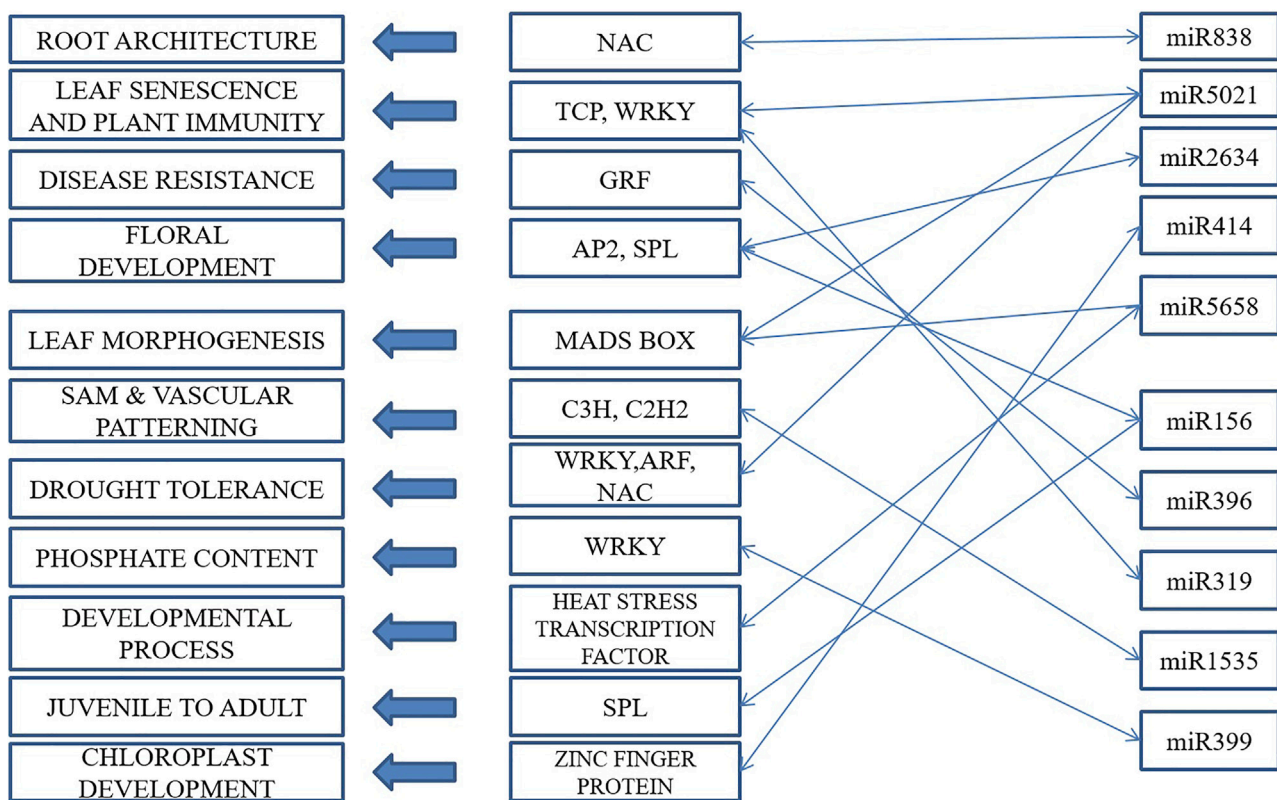 ROOT ARCHITECTURE
NAC
miR838
LEAF SENESCENCE
AND PLANT IMMUNITY
TCP, WRKY
miR5021
DISEASE RESISTANCE
GRF
miR2634
FLORAL
DEVELOPMENT
AP2, SPL
miR414
LEAF MORPHOGENESIS
MADS BOX
miR5658
SAM & VASCULAR
PATTERNING
C3H, C2H2
miR156
DROUGHT TOLERANCE
WRKY,ARF,
NAC
miR396
PHOSPHATE CONTENT
WRKY
miR319
DEVELOPMENTAL
PROCESS
HEAT STRESS
TRANSCRIPTION
FACTOR
miR1535
JUVENILE TO ADULT
SPL
miR399
CHLOROPLAST
DEVELOPMENT
ZINC FINGER
PROTEIN